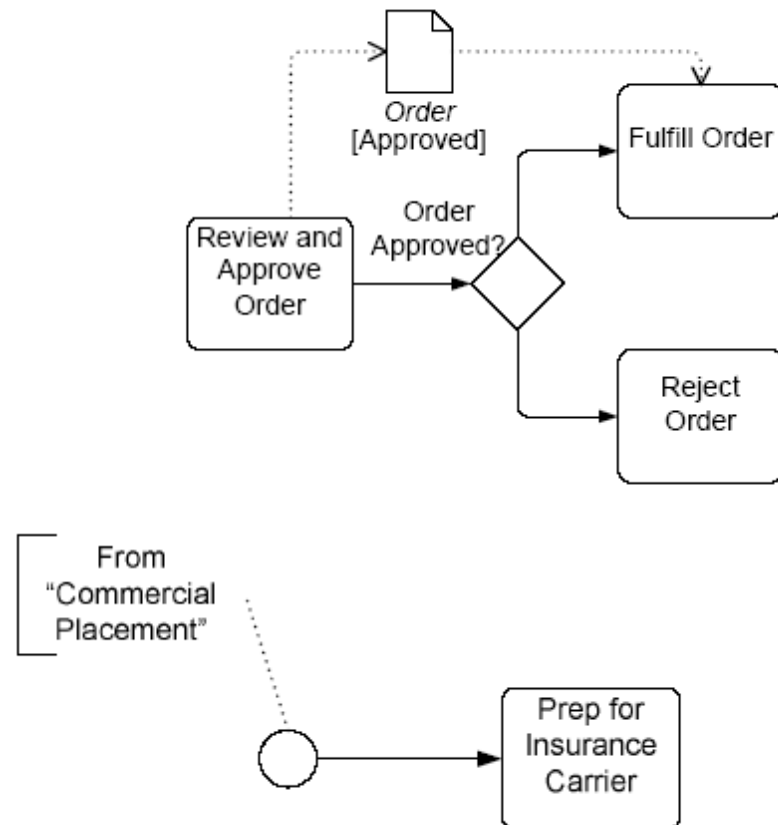 Order
[Approved]
Fulfill Order
Order
Approved?
Review and
Approve
Order
Reject
Order
From
“Commercial
Placement”
Prep for
Insurance
Carrier